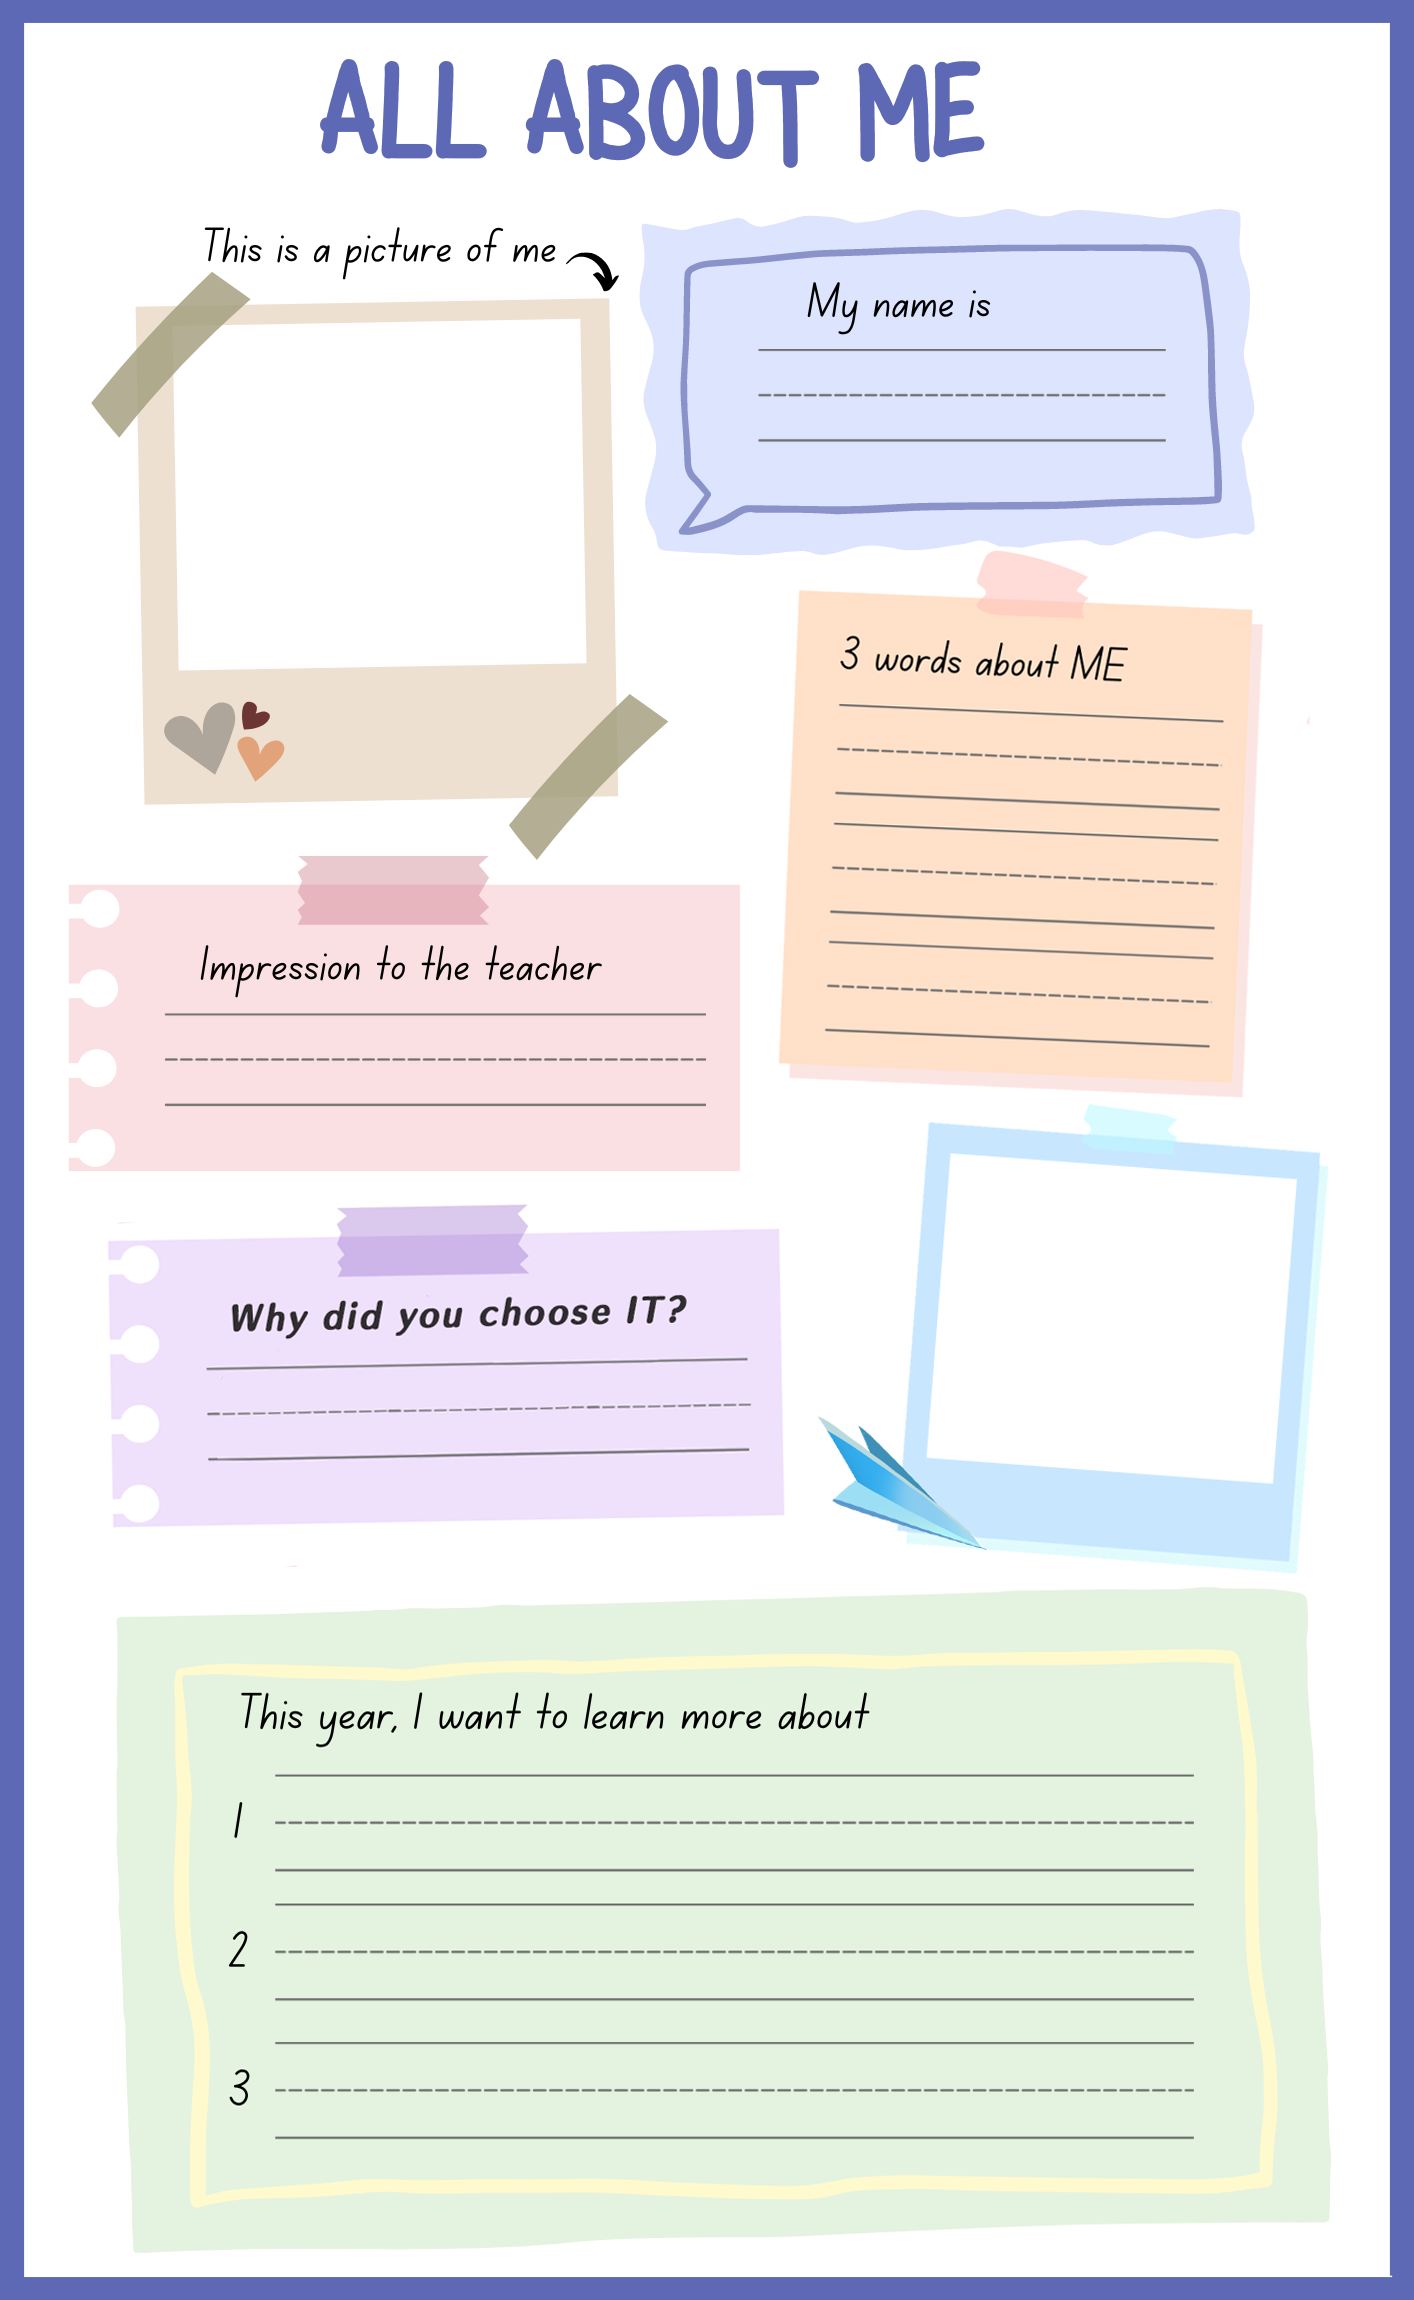 ALL ABOUT ME
This is a picture of me
My name is
3 words about ME
Impression to the teacher
Why did you choose IT?
This year, I want to learn more about
1
2
3